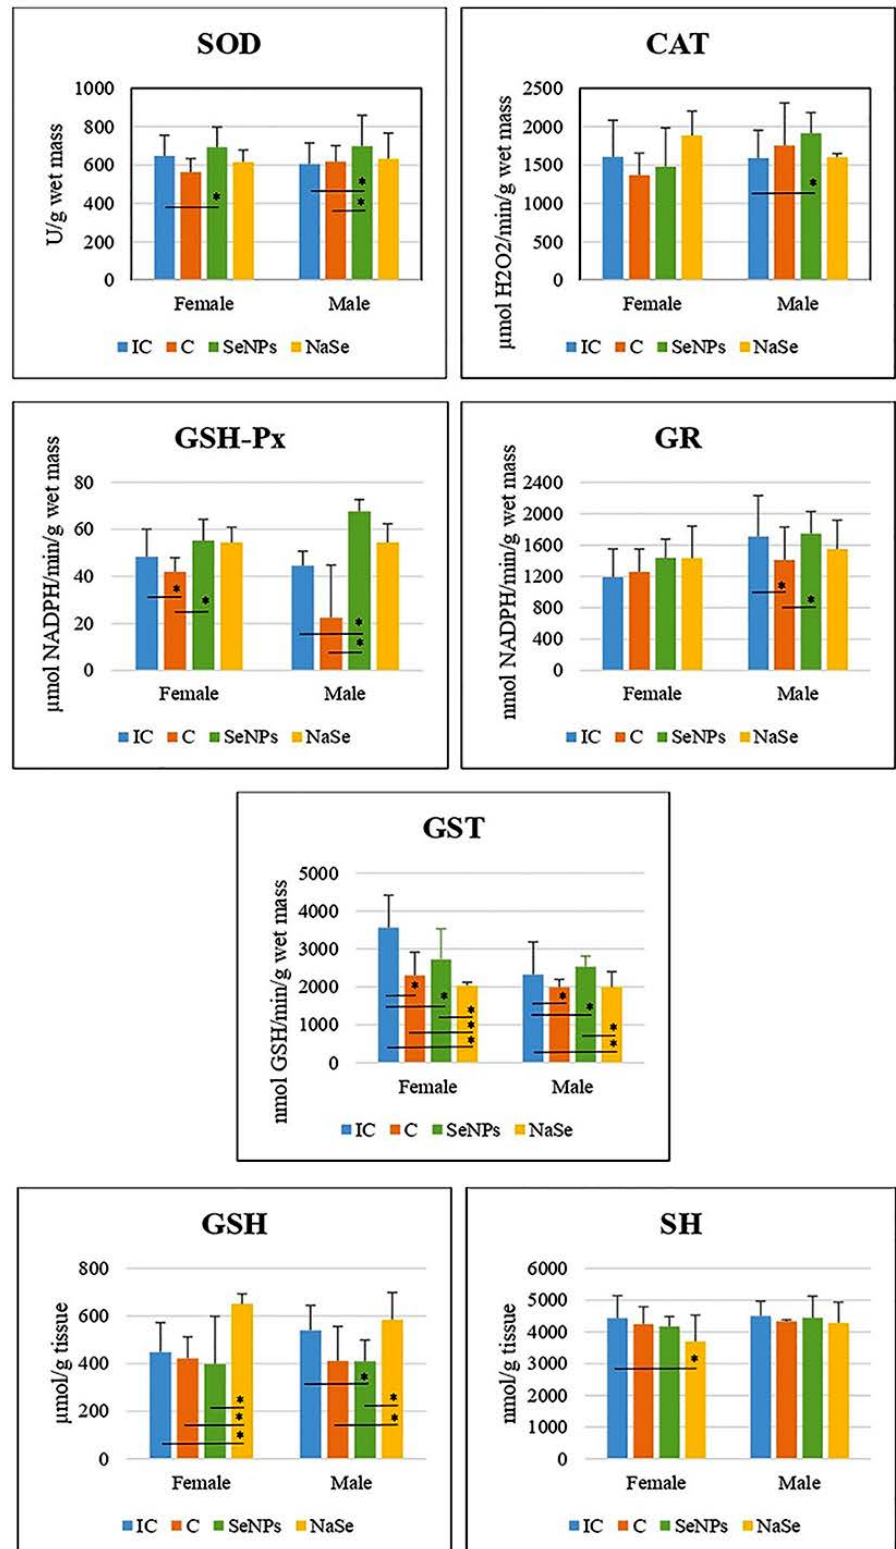 SOD
U/g wet mass
1000
800
600
400
200
0
*
*
*
Female Male
IC C SeNPs NaSe
CAT
µmol H2O2/min/g wet mass
2500
2000
1500
1000
500
0
*
Female Male
IC C SeNPs NaSe
GSH-Px
µmol NADPH/min/g wet mass
80
60
40
20
0
*
*
*
*
Female Male
IC C SeNPs NaSe
GR
nmol NADPH/min/g wet mass
2400
2000
1600
1200
800
400
0
*
*
Female Male
IC C SeNPs NaSe
GST
nmol GSH/min/g wet mass
5000
4000
3000
2000
1000
0
*
*
*
*
*
*
*
*
*
Female Male
IC C SeNPs NaSe
GSH
µmol/g tissue
800
600
400
200
0
*
*
*
*
*
*
Female Male
IC C SeNPs NaSe
SH
nmol/g tissue
6000
5000
4000
3000
2000
1000
0
*
Female Male
IC C SeNPs NaSe